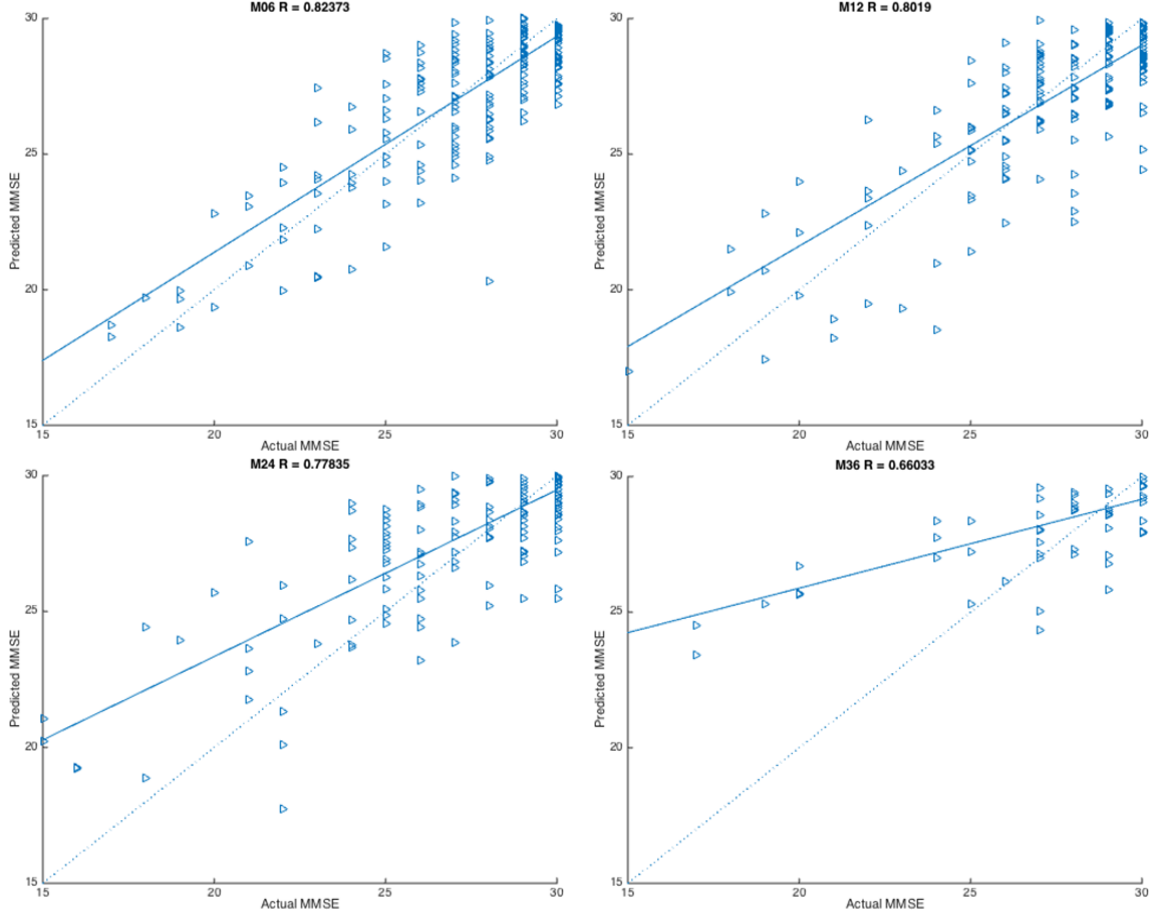 M06 R = 0.82373
30
25
20
15
Predicted MMSE
15 20 25 30
Actual MMSE
M12 R = 0.8019
30
25
20
15
Predicted MMSE
15 20 25 30
Actual MMSE
M24 R = 0.77835
30
25
20
15
Predicted MMSE
15 20 25 30
Actual MMSE
M36 R = 0.66033
30
25
20
15
Predicted MMSE
15 20 25 30
Actual MMSE